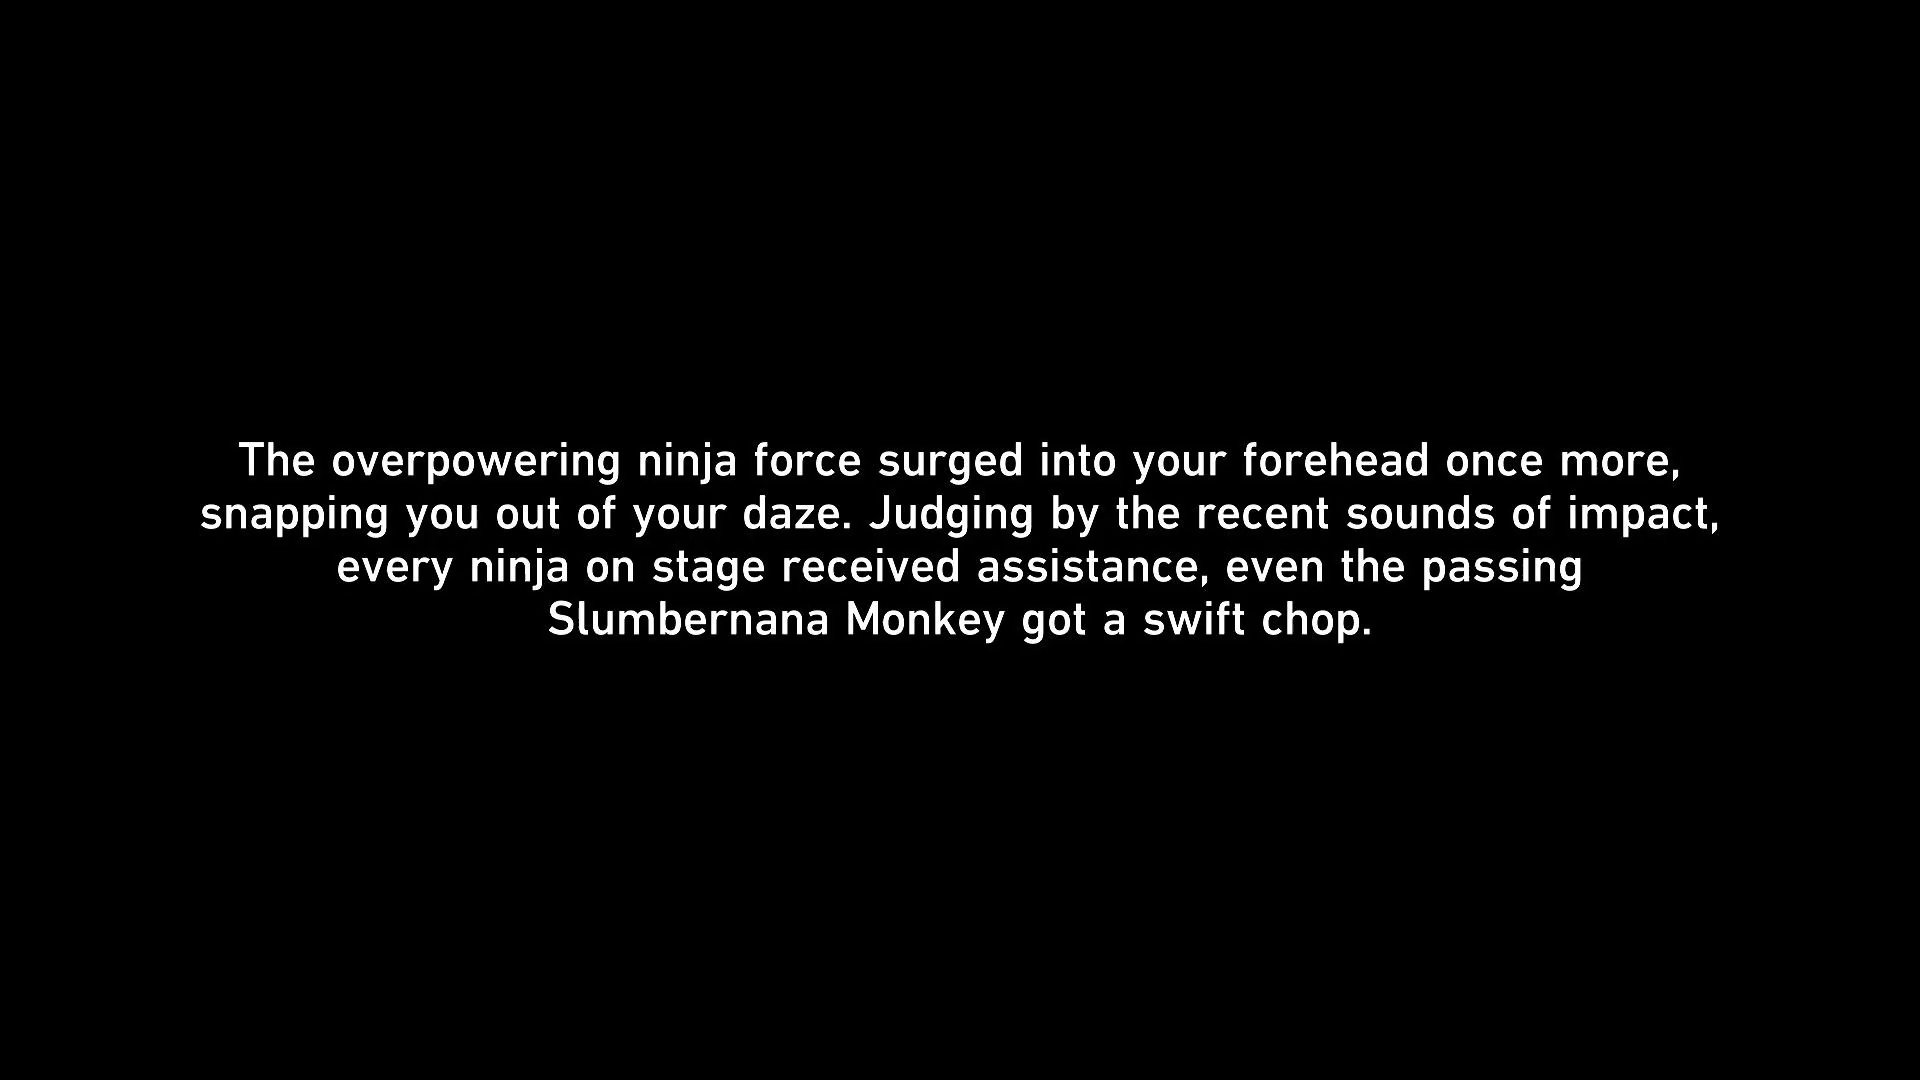 The overpowering ninja force surged into your forehead once more,
snapping you out of your daze. Judging by the recent sounds of impact,
every ninja on stage received assistance, even the passing
Slumbernana Monkey got a swift chop.